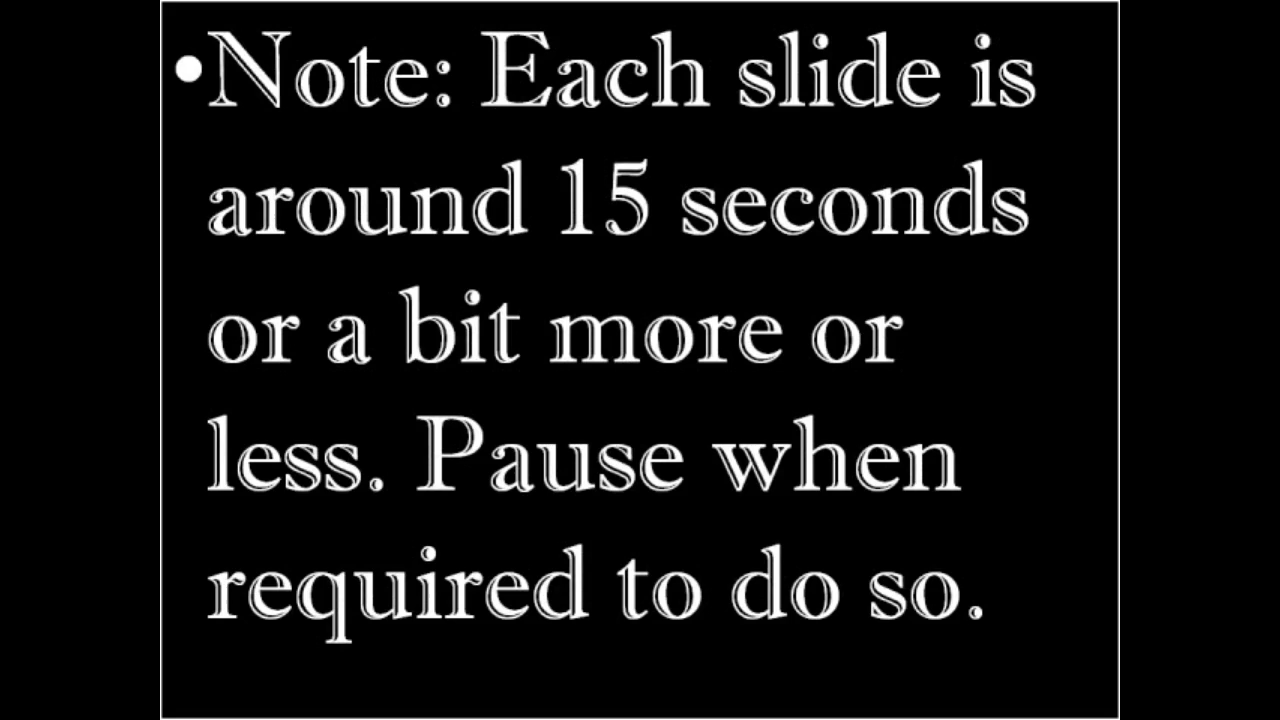 •Note: Each slide is
around 15 seconds
or a bit more or
less. Pause when
required to do so.